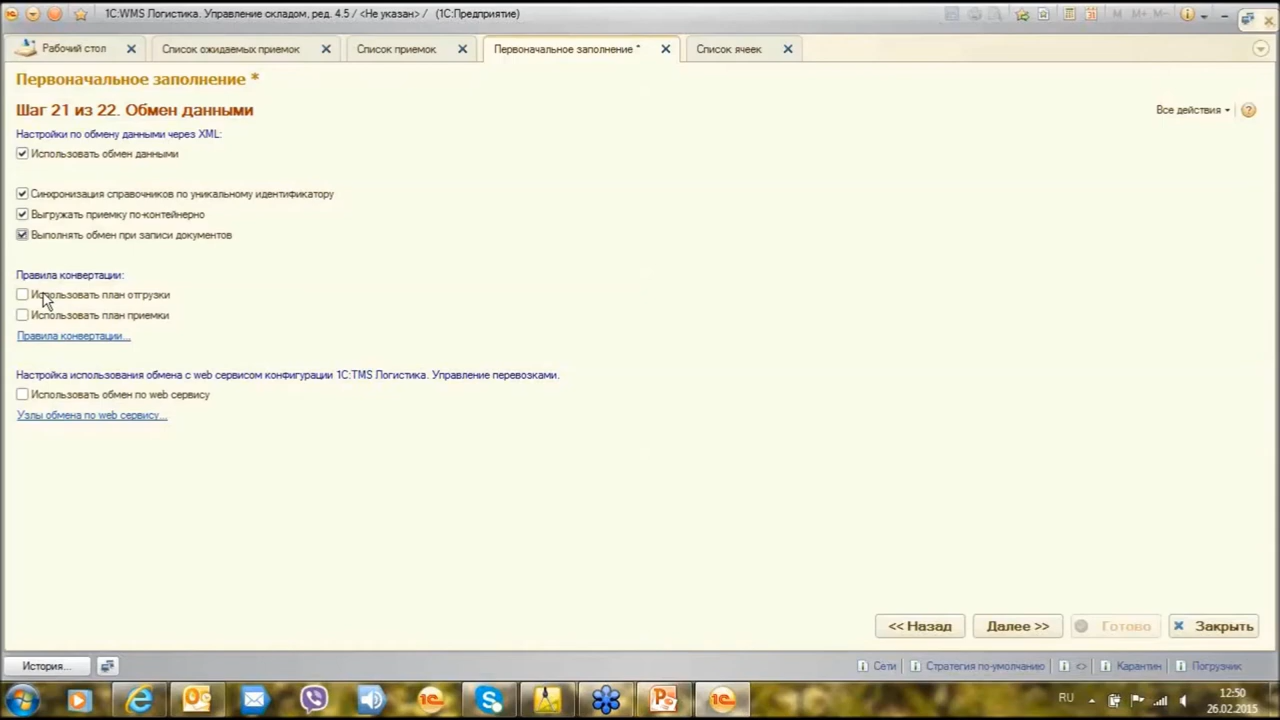 1С:WMS Логистика. Управление складом, ред. 4.5 / <Не указан> / (1С:Предприятие)
M M+ M-
Рабочий стол
Список ожидаемых приемок
Список приемок
Первоначальное заполнение *
Список ячеек
Первоначальное заполнение *
Шаг 21 из 22. Обмен данными
Все действия
Настройки по обмену данными через XML:
Использовать обмен данными
Синхронизация справочников по уникальному идентификатору
Выгружать приемку по-контейнерно
Выполнять обмен при записи документов
Правила конвертации:
Использовать план отгрузки
Использовать план приемки
Правила конвертации...
Настройка использования обмена с web сервисом конфигурации 1С:TMS Логистика. Управление перевозками.
Использовать обмен по web сервису
Узлы обмена по web сервису...
<< Назад
Далее >>
Готово
Закрыть
История...
Сети
Стратегия по-умолчанию
<>
Карантин
Погрузчик
RU
12:50
26.02.2015